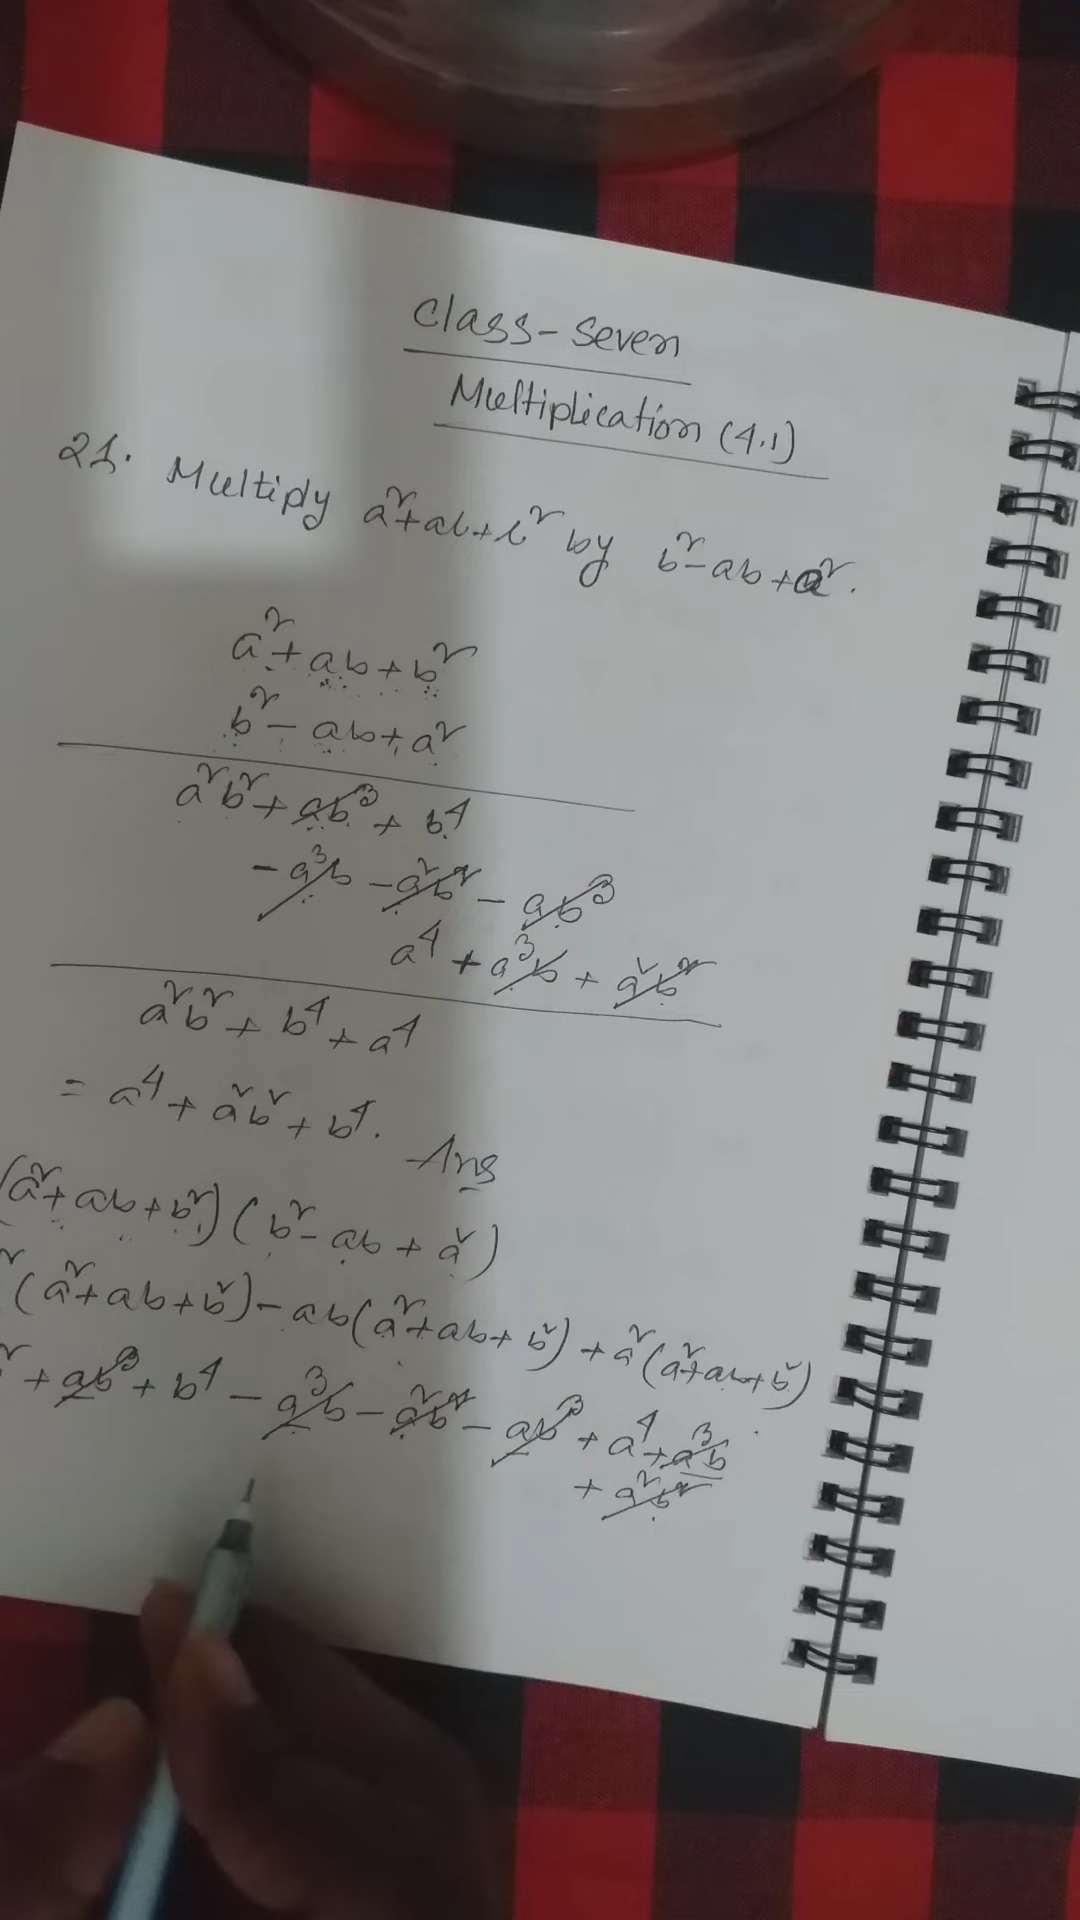 Class-Seven
Multiplication (4.1)
21. Multiply a²+ab+b² by b²-ab+a².
a²+ab+b²
b²-ab+a²
a²b²+ab³+b⁴
-a³b-a²b²-ab³
a⁴+a³b+a²b²
a²b²+b⁴+a⁴
=a⁴+a²b²+b⁴. Ans
(a²+ab+b²)(b²-ab+a²)
²(a²+ab+b²)-ab(a²+ab+b²)+a²(a²+ab+b²)
²+ab³+b⁴-a³b-a²b²-ab³+a⁴+a³b
+a²b²